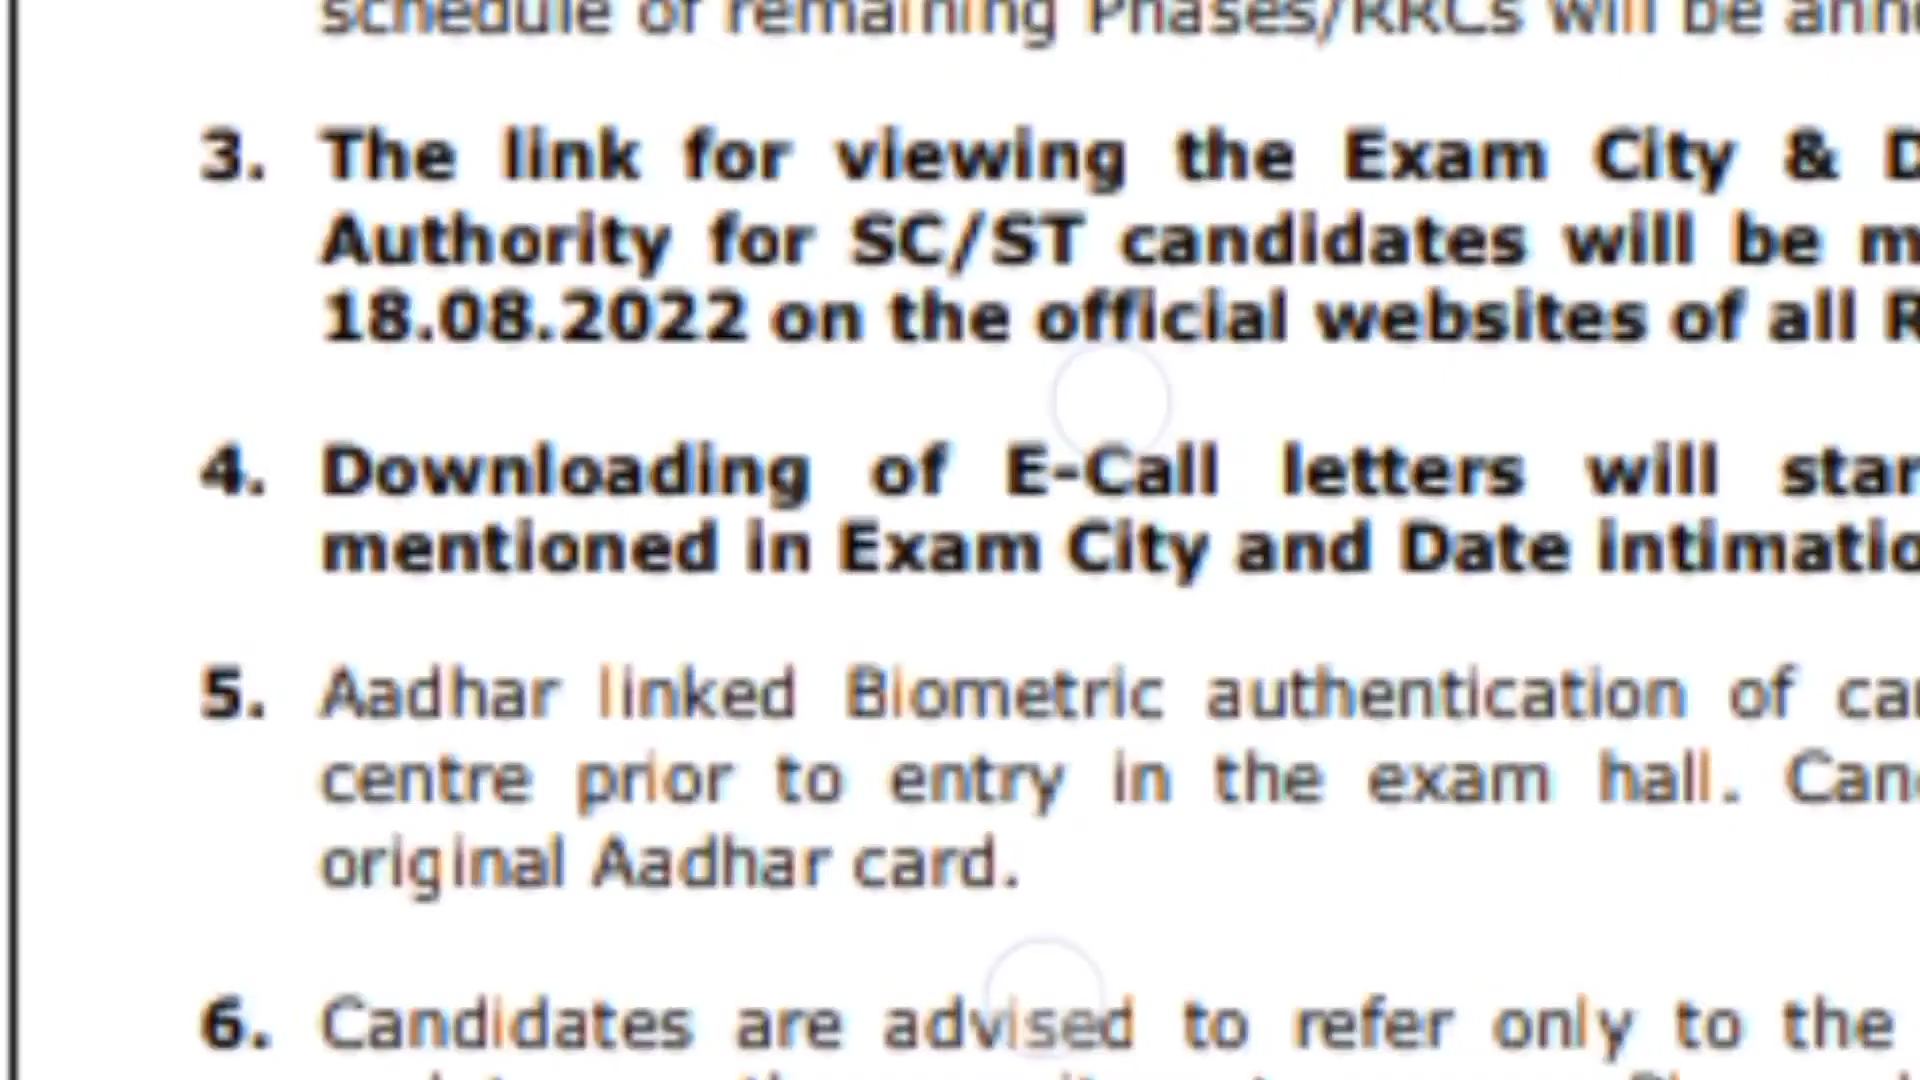 schedule of remaining Phases/RRCs will be
3. The link for viewing the Exam City &
Authority for SC/ST candidates will be
18.08.2022 on the official websites of all
4. Downloading of E-Call letters will
mentioned in Exam City and Date
5. Aadhar linked Biometric authentication of
centre prior to entry in the exam hall.
original Aadhar card.
6. Candidates are advised to refer only to the